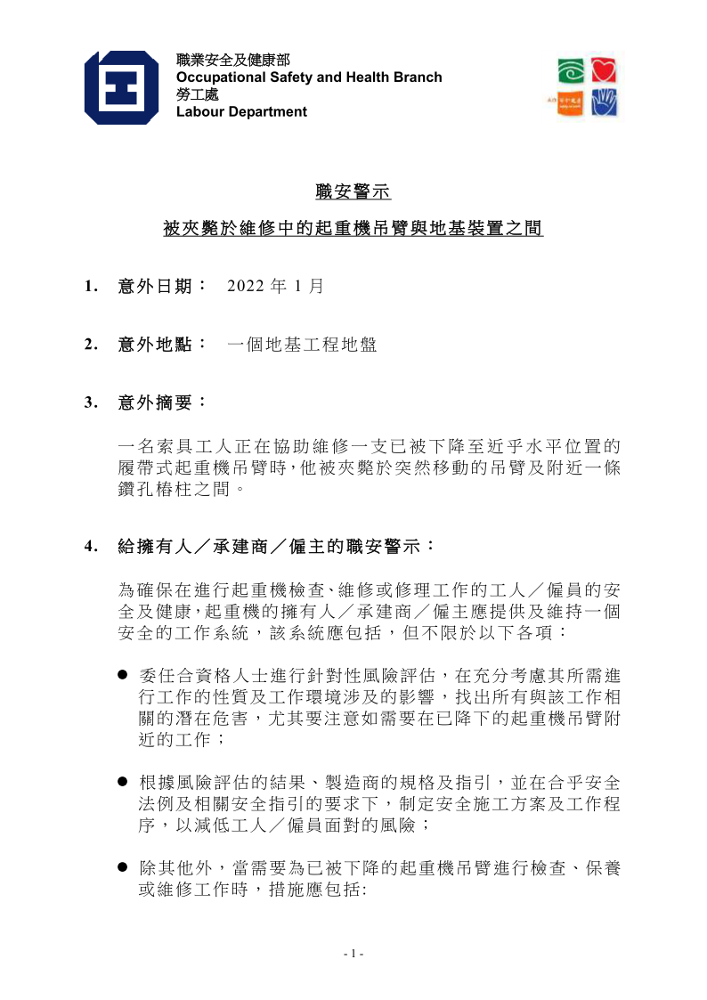 職業安全及健康部
Occupational Safety and Health Branch
勞工處
Labour Department
職安警示
被夾斃於維修中的起重機吊臂與地基裝置之間
1. 意外日期： 2022 年 1 月
2. 意外地點： 一個地基工程地盤
3. 意外摘要：
一名索具工人正在協助維修一支已被下降至近乎水平位置的
履帶式起重機吊臂時，他被夾斃於突然移動的吊臂及附近一條
鑽孔樁柱之間。
4. 給擁有人／承建商／僱主的職安警示：
為確保在進行起重機檢查、維修或修理工作的工人／僱員的安
全及健康，起重機的擁有人／承建商／僱主應提供及維持一個
安全的工作系統，該系統應包括，但不限於以下各項：
● 委任合資格人士進行針對性風險評估，在充分考慮其所需進
行工作的性質及工作環境涉及的影響，找出所有與該工作相
關的潛在危害，尤其要注意如需要在已降下的起重機吊臂附
近的工作；
● 根據風險評估的結果、製造商的規格及指引，並在合乎安全
法例及相關安全指引的要求下，制定安全施工方案及工作程
序，以減低工人／僱員面對的風險；
● 除其他外，當需要為已被下降的起重機吊臂進行檢查、保養
或維修工作時，措施應包括:
- 1 -